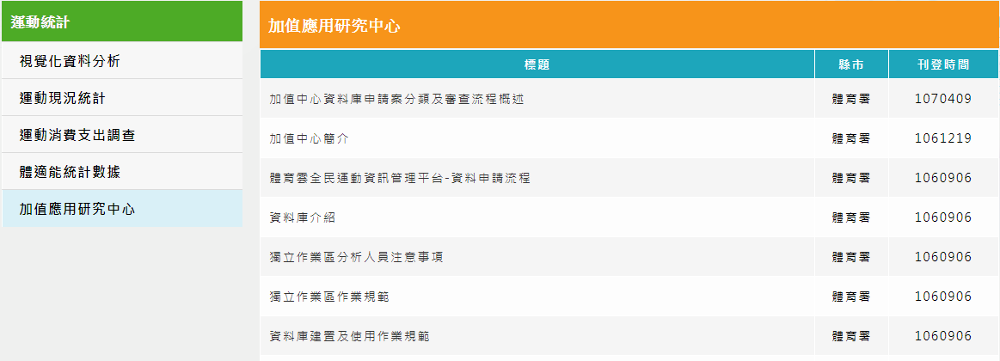 運動統計
視覺化資料分析
運動現況統計
運動消費支出調查
體適能統計數據
加值應用研究中心
加值應用研究中心
標題 縣市 刊登時間
加值中心資料庫申請案分類及審查流程概述 體育署 1070409
加值中心簡介 體育署 1061219
體育雲全民運動資訊管理平台-資料申請流程 體育署 1060906
資料庫介紹 體育署 1060906
獨立作業區分析人員注意事項 體育署 1060906
獨立作業區作業規範 體育署 1060906
資料庫建置及使用作業規範 體育署 1060906